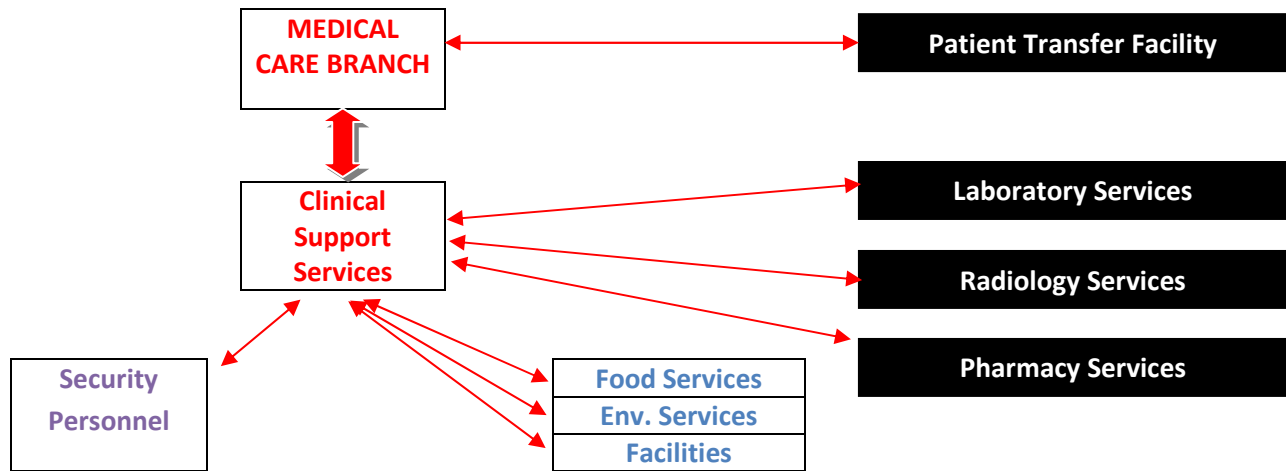 MEDICAL
CARE BRANCH
Patient Transfer Facility
Clinical
Support
Services
Laboratory Services
Radiology Services
Pharmacy Services
Security
Personnel
Food Services
Env. Services
Facilities